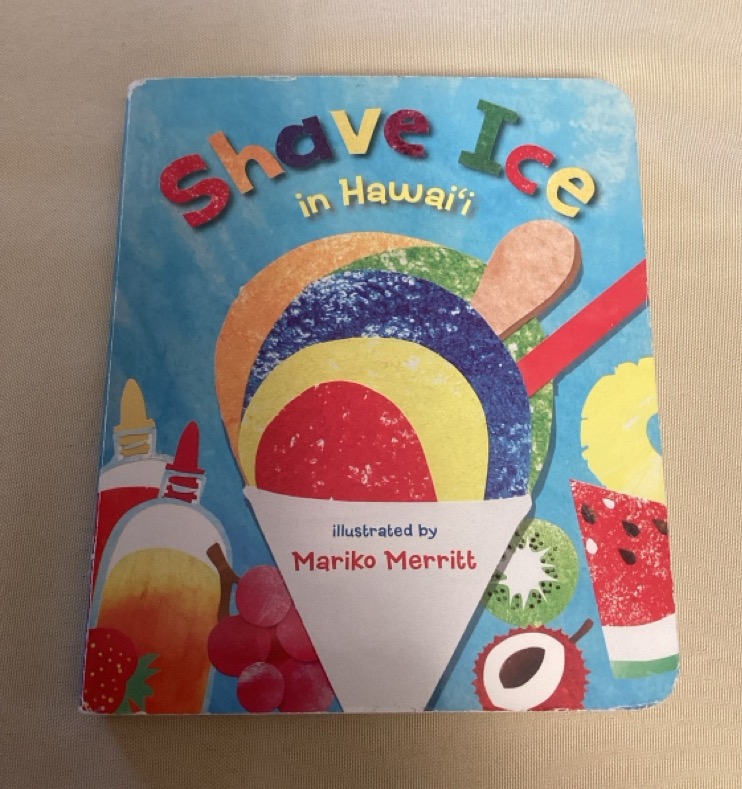 Shave Ice
in Hawaiʻi
illustrated by
Mariko Merritt